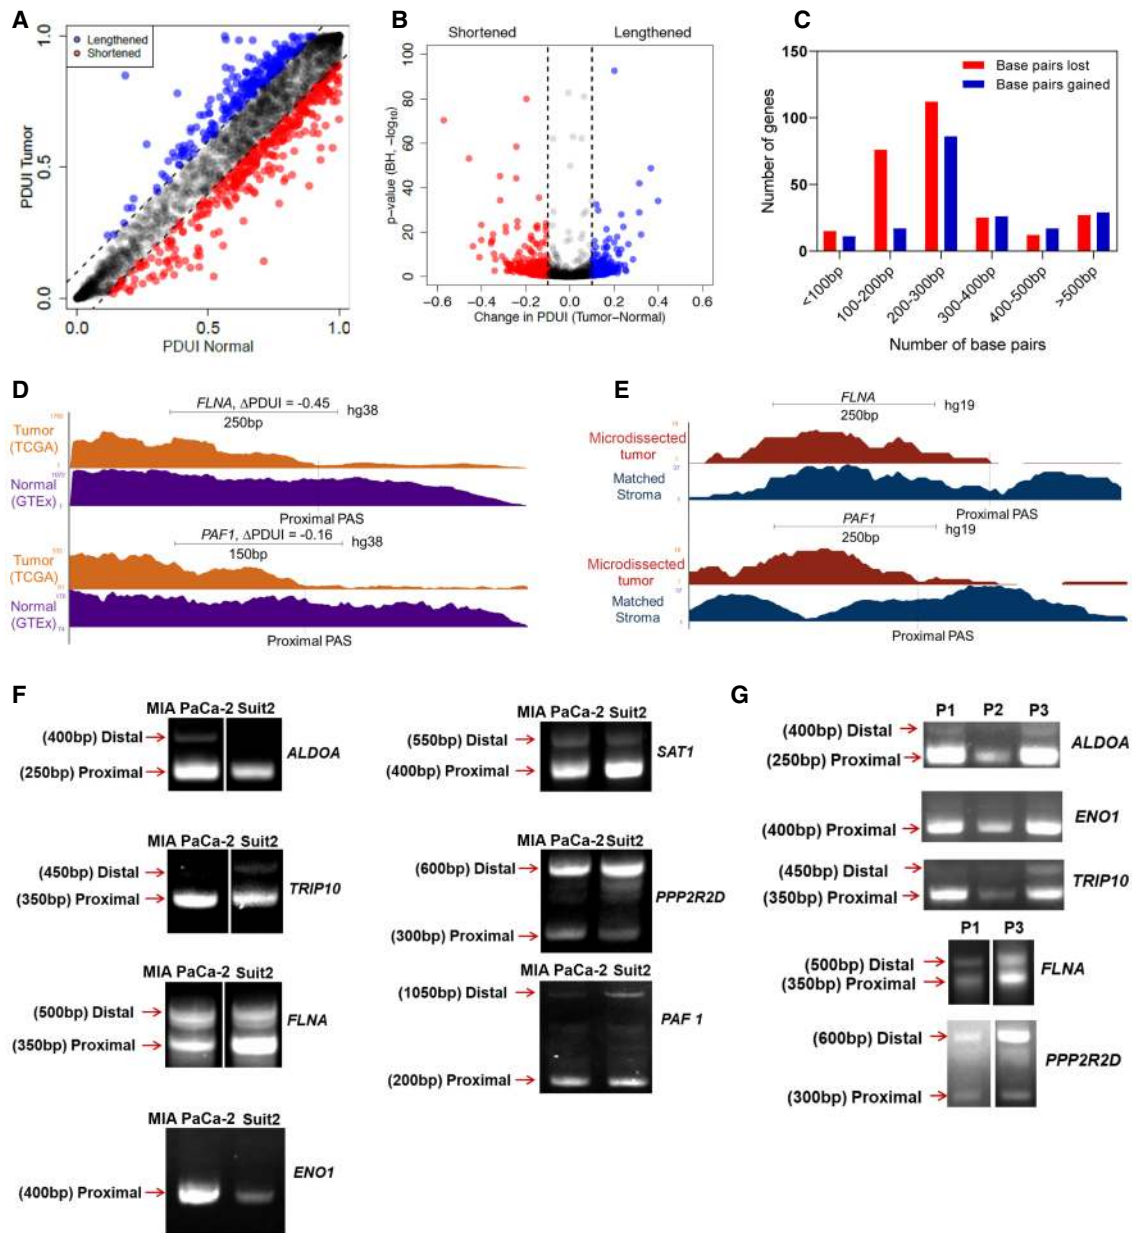 A
Lengthened
Shortened
PDUI Tumor
1.0
0.5
0.0
0.0
0.5
1.0
PDUI Normal
B
Shortened
Lengthened
p-value (BH, −log10)
100
80
60
40
20
0
−0.6
−0.4
−0.2
0.0
0.2
0.4
0.6
Change in PDUI (Tumor−Normal)
C
Base pairs lost
Base pairs gained
Number of genes
150
100
50
0
<100bp
100-200bp
200-300bp
300-400bp
400-500bp
>500bp
Number of base pairs
D
FLNA, ΔPDUI = -0.45
hg38
250bp
Tumor
(TCGA)
Normal
(GTEx)
Proximal PAS
PAF1, ΔPDUI = -0.16
hg38
150bp
Tumor
(TCGA)
Normal
(GTEx)
Proximal PAS
E
FLNA
hg19
250bp
Microdissected
tumor
Matched
Stroma
Proximal PAS
PAF1
hg19
250bp
Microdissected
tumor
Matched
Stroma
Proximal PAS
F
MIA PaCa-2 Suit2
(400bp) Distal
ALDOA
(250bp) Proximal
MIA PaCa-2 Suit2
(450bp) Distal
TRIP10
(350bp) Proximal
MIA PaCa-2 Suit2
(500bp) Distal
FLNA
(350bp) Proximal
MIA PaCa-2 Suit2
ENO1
(400bp) Proximal
MIA PaCa-2 Suit2
(550bp) Distal
SAT1
(400bp) Proximal
MIA PaCa-2 Suit2
(600bp) Distal
PPP2R2D
(300bp) Proximal
MIA PaCa-2 Suit2
(1050bp) Distal
PAF 1
(200bp) Proximal
G
P1 P2 P3
(400bp) Distal
ALDOA
(250bp) Proximal
ENO1
(400bp) Proximal
(450bp) Distal
TRIP10
(350bp) Proximal
P1 P3
(500bp) Distal
FLNA
(350bp) Proximal
(600bp) Distal
PPP2R2D
(300bp) Proximal